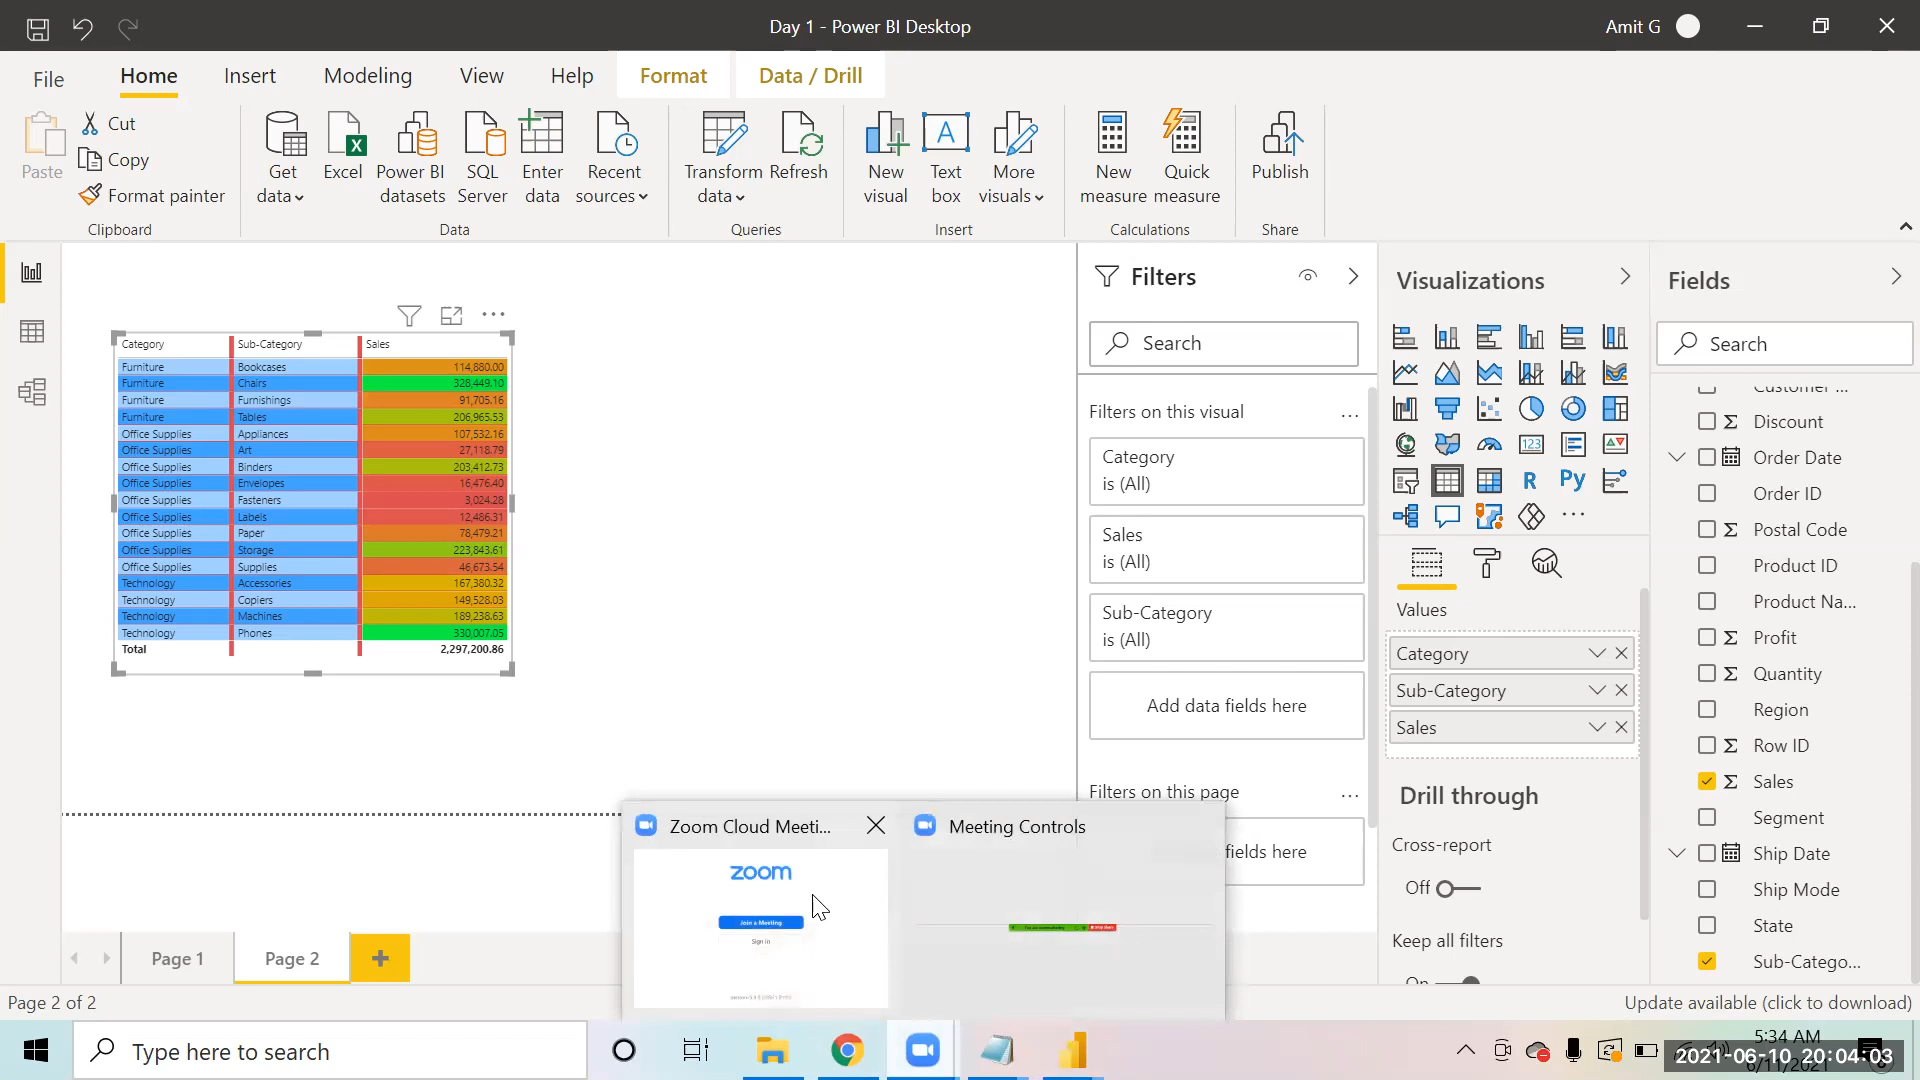 Day 1 - Power BI Desktop
Amit G
File
Home
Insert
Modeling
View
Help
Format
Data / Drill
Paste
Cut
Copy
Format painter
Clipboard
Get data
Excel
Power BI datasets
SQL Server
Enter data
Recent sources
Data
Transform data
Refresh
Queries
New visual
Text box
More visuals
Insert
New measure
Quick measure
Calculations
Publish
Share
Category Sub-Category Sales
Furniture Bookcases 114,880.00
Furniture Chairs 328,449.10
Furniture Furnishings 91,705.16
Furniture Tables 206,965.53
Office Supplies Appliances 107,532.16
Office Supplies Art 27,118.79
Office Supplies Binders 203,412.73
Office Supplies Envelopes 16,476.40
Office Supplies Fasteners 3,024.28
Office Supplies Labels 12,486.31
Office Supplies Paper 78,479.21
Office Supplies Storage 223,843.61
Office Supplies Supplies 46,673.54
Technology Accessories 167,380.32
Technology Copiers 149,528.03
Technology Machines 189,238.63
Technology Phones 330,007.05
Total 2,297,200.86
Filters
Search
Filters on this visual
Category
is (All)
Sales
is (All)
Sub-Category
is (All)
Add data fields here
Filters on this page
fields here
Visualizations
123
R
Py
Values
Category
Sub-Category
Sales
Drill through
Cross-report
Off
Keep all filters
On
Fields
Search
Customer ...
Discount
Order Date
Order ID
Postal Code
Product ID
Product Na...
Profit
Quantity
Region
Row ID
Sales
Segment
Ship Date
Ship Mode
State
Sub-Catego...
Zoom Cloud Meeti...
zoom
Join a Meeting
Sign in
Meeting Controls
Page 1
Page 2
Page 2 of 2
Update available (click to download)
Type here to search
5:34 AM
6/11/2021
2021-06-10 20:04:03